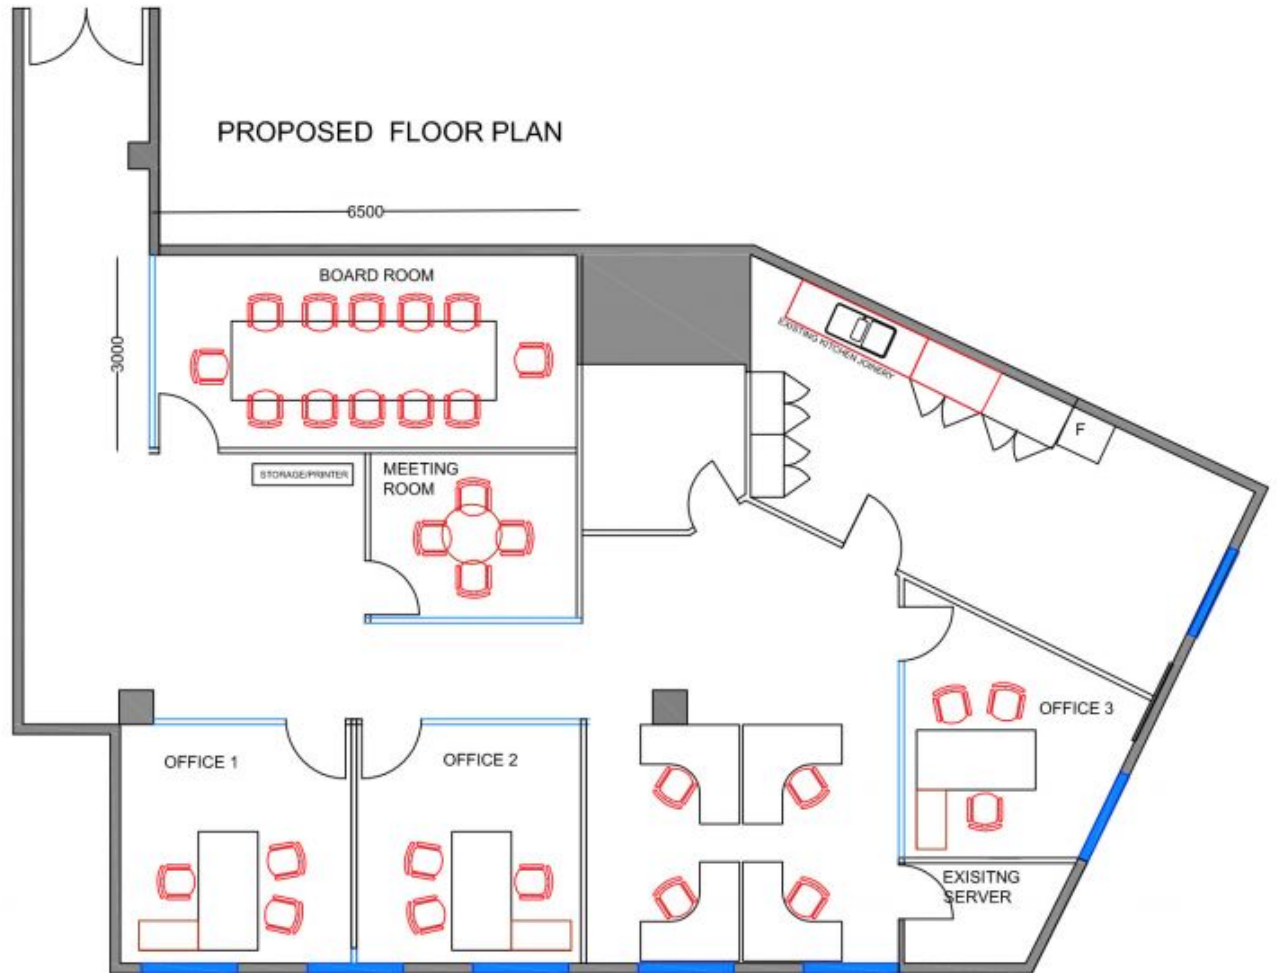 PROPOSED FLOOR PLAN
6500
BOARD ROOM
3000
EXISTING KITCHEN JOINERY
F
STORAGE/PRINTER
MEETING
ROOM
OFFICE 3
OFFICE 1
OFFICE 2
EXISITNG
SERVER